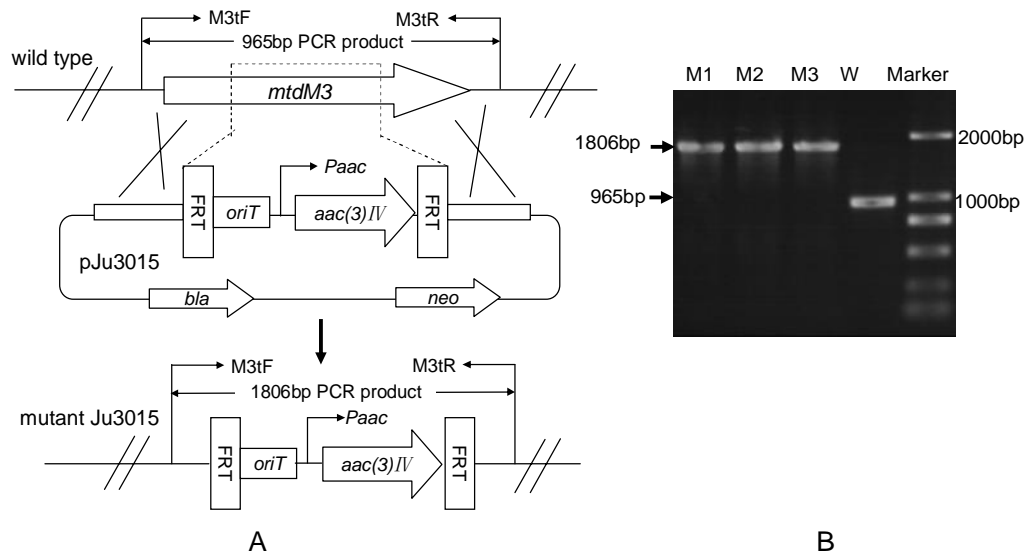 M3tF
M3tR
965bp PCR product
wild type
mtdM3
Paac
FRT
oriT
aac(3)IV
FRT
pJu3015
bla
neo
M3tF
M3tR
1806bp PCR product
mutant Ju3015
Paac
FRT
oriT
aac(3)IV
FRT
A
M1 M2 M3 W Marker
1806bp
2000bp
965bp
1000bp
B